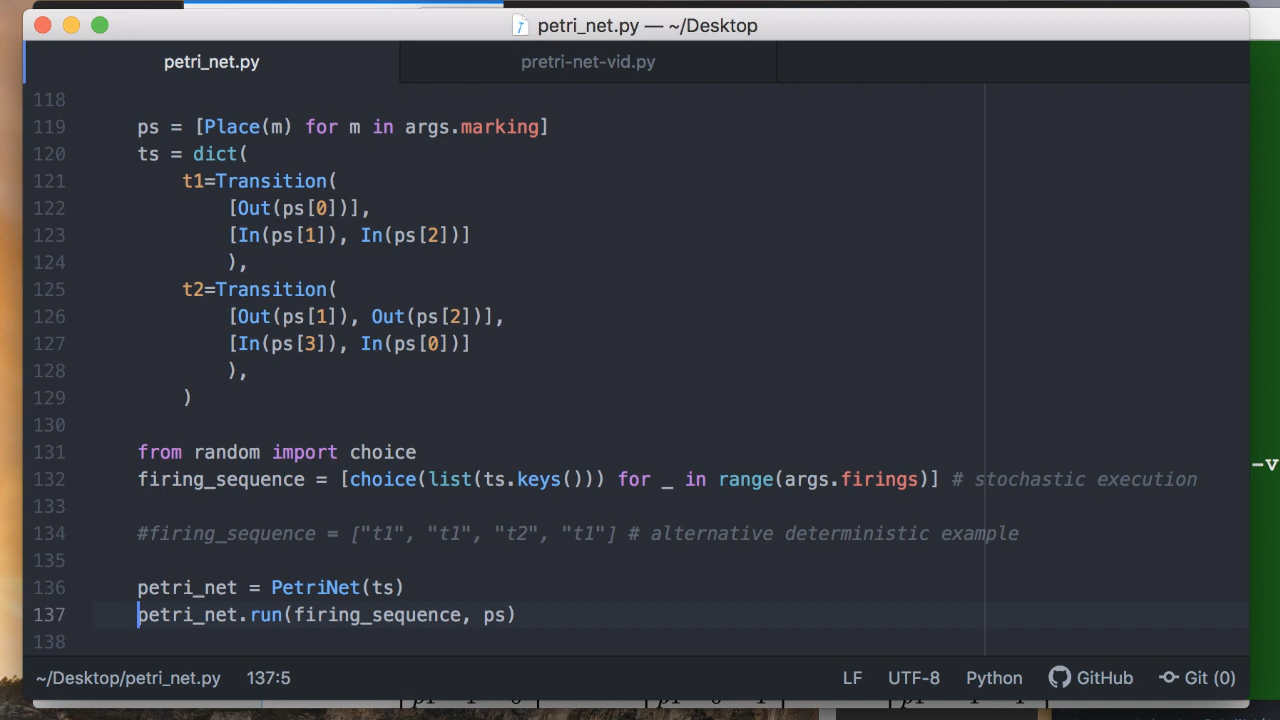 petri_net.py — ~/Desktop
petri_net.py
pretri-net-vid.py
118
119 ps = [Place(m) for m in args.marking]
120 ts = dict(
121 t1=Transition(
122 [Out(ps[0])],
123 [In(ps[1]), In(ps[2])]
124 ),
125 t2=Transition(
126 [Out(ps[1]), Out(ps[2])],
127 [In(ps[3]), In(ps[0])]
128 ),
129 )
130
131 from random import choice
132 firing_sequence = [choice(list(ts.keys())) for _ in range(args.firings)] # stochastic execution
133
134 #firing_sequence = ["t1", "t1", "t2", "t1"] # alternative deterministic example
135
136 petri_net = PetriNet(ts)
137 petri_net.run(firing_sequence, ps)
138
-v
~/Desktop/petri_net.py 137:5 LF UTF-8 Python GitHub Git (0)